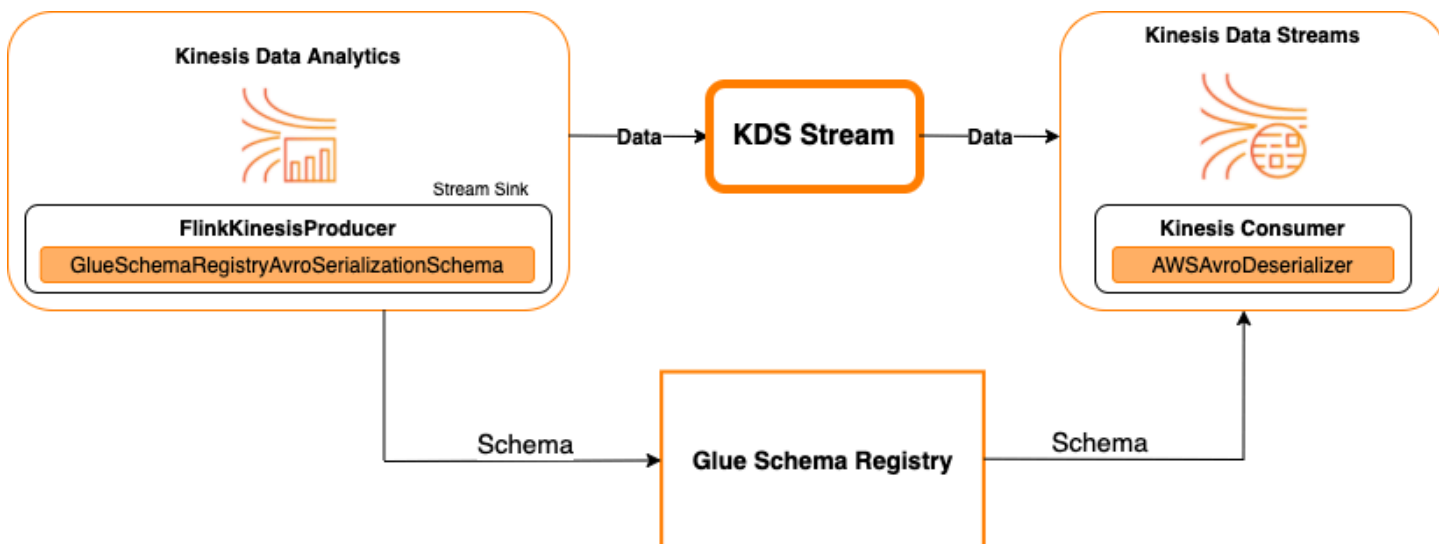 Kinesis Data Analytics
Kinesis Data Streams
Data
KDS Stream
Data
Stream Sink
FlinkKinesisProducer
GlueSchemaRegistryAvroSerializationSchema
Kinesis Consumer
AWSAvroDeserializer
Schema
Glue Schema Registry
Schema